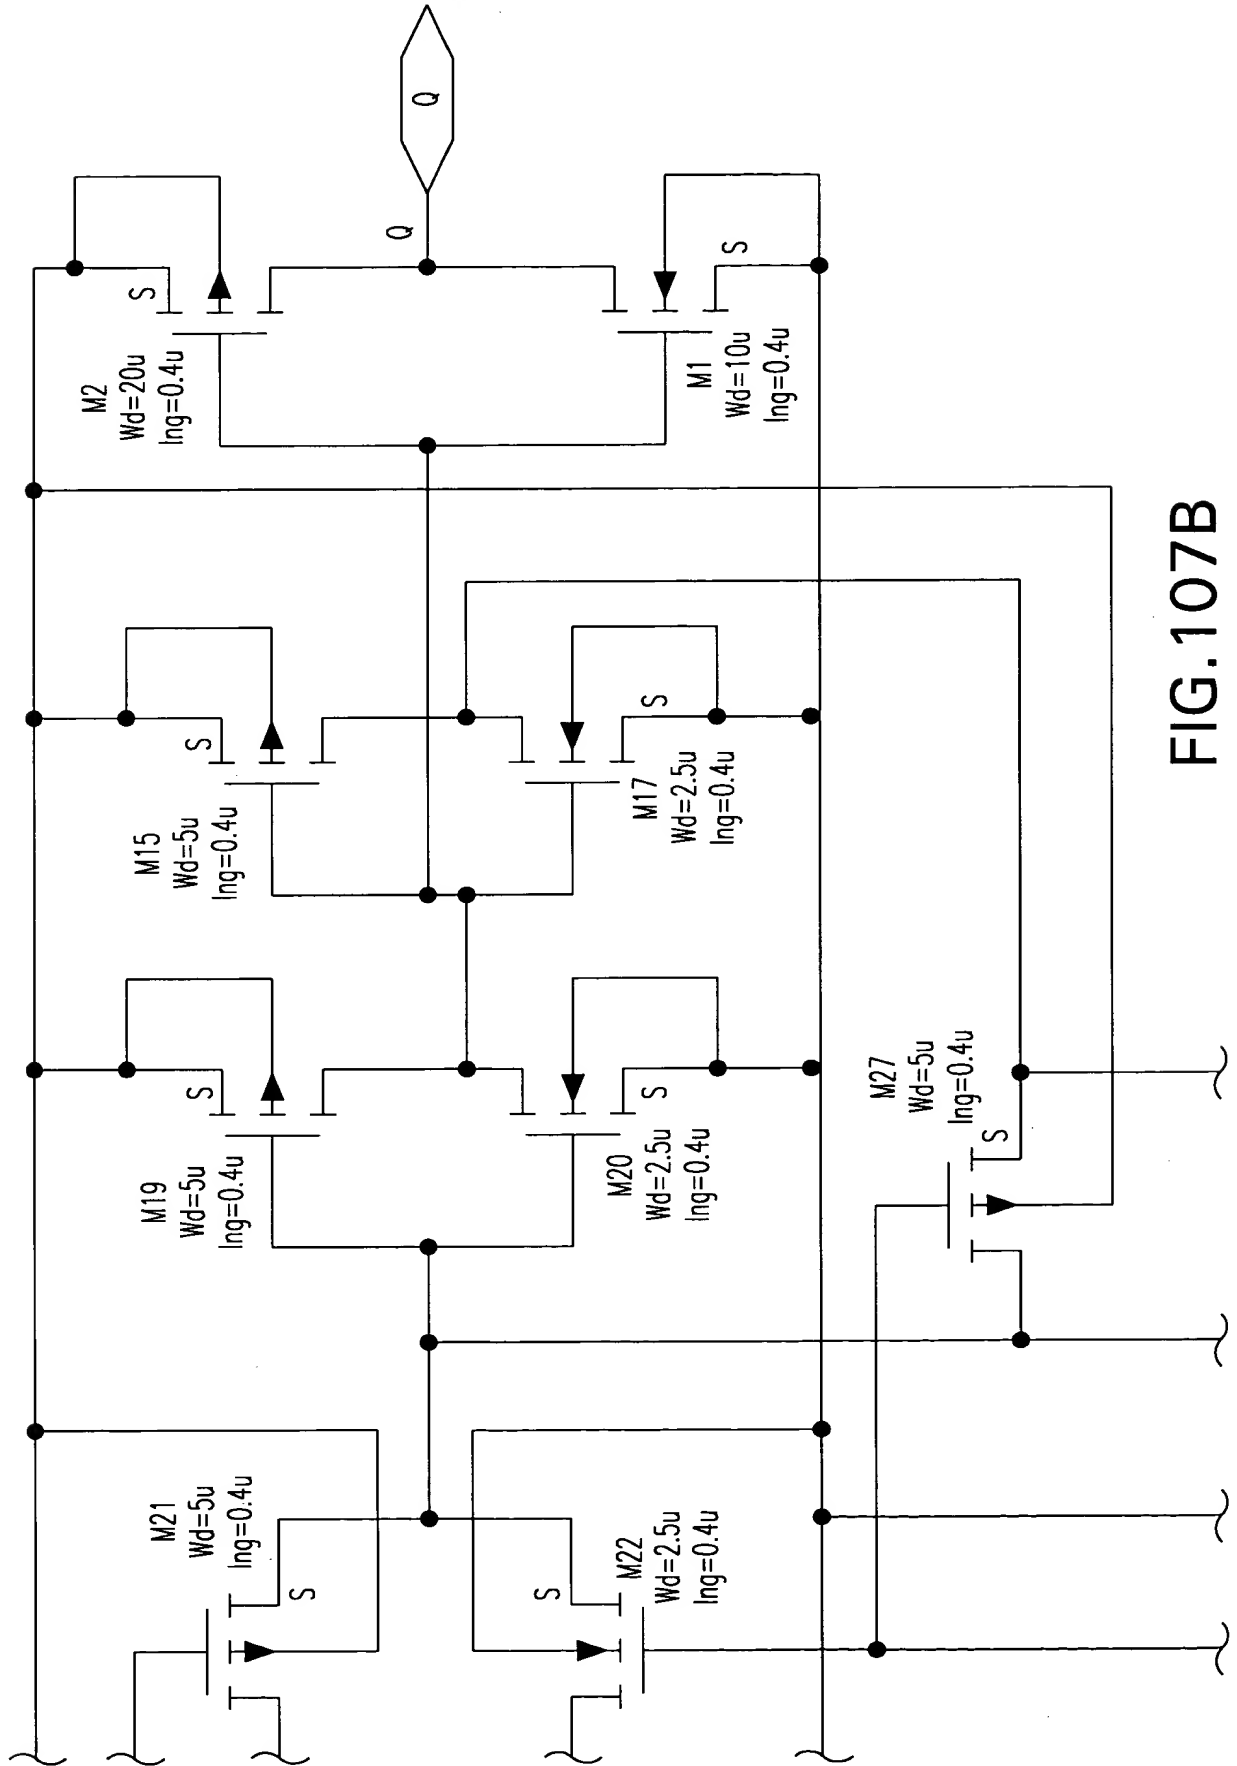 Q
Q
M2
Wd=20u
lng=0.4u
S
M1
Wd=10u
lng=0.4u
S
M15
Wd=5u
lng=0.4u
S
M17
Wd=2.5u
lng=0.4u
S
M19
Wd=5u
lng=0.4u
S
M20
Wd=2.5u
lng=0.4u
S
M27
Wd=5u
lng=0.4u
S
M21
Wd=5u
lng=0.4u
S
M22
Wd=2.5u
lng=0.4u
S
FIG.107B